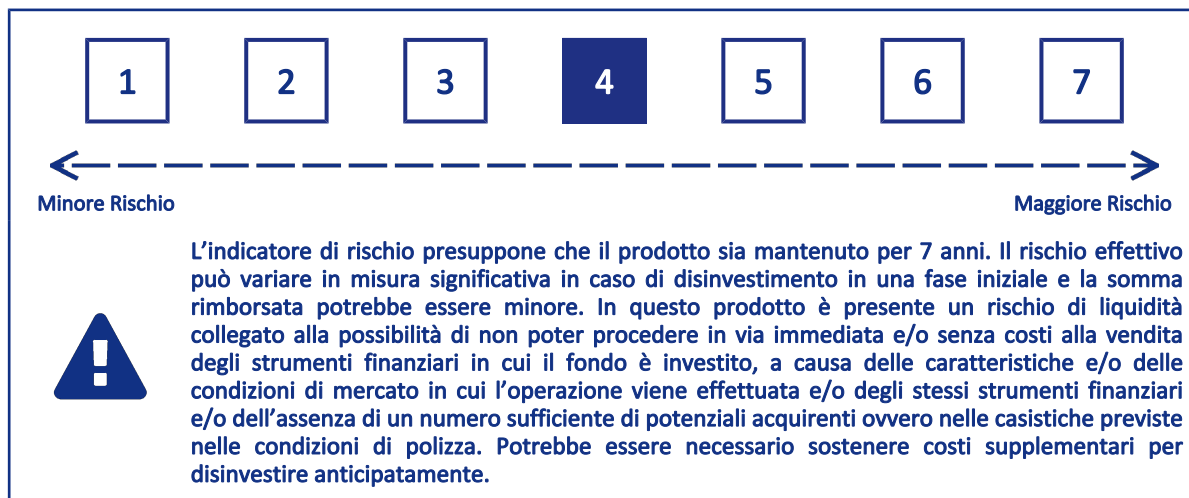 1 2 3 4 5 6 7
Minore Rischio Maggiore Rischio
L'indicatore di rischio presuppone che il prodotto sia mantenuto per 7 anni. Il rischio effettivo
può variare in misura significativa in caso di disinvestimento in una fase iniziale e la somma
rimborsata potrebbe essere minore. In questo prodotto è presente un rischio di liquidità
collegato alla possibilità di non poter procedere in via immediata e/o senza costi alla vendita
degli strumenti finanziari in cui il fondo è investito, a causa delle caratteristiche e/o delle
condizioni di mercato in cui l'operazione viene effettuata e/o degli stessi strumenti finanziari
e/o dell'assenza di un numero sufficiente di potenziali acquirenti ovvero nelle casistiche previste
nelle condizioni di polizza. Potrebbe essere necessario sostenere costi supplementari per
disinvestire anticipatamente.